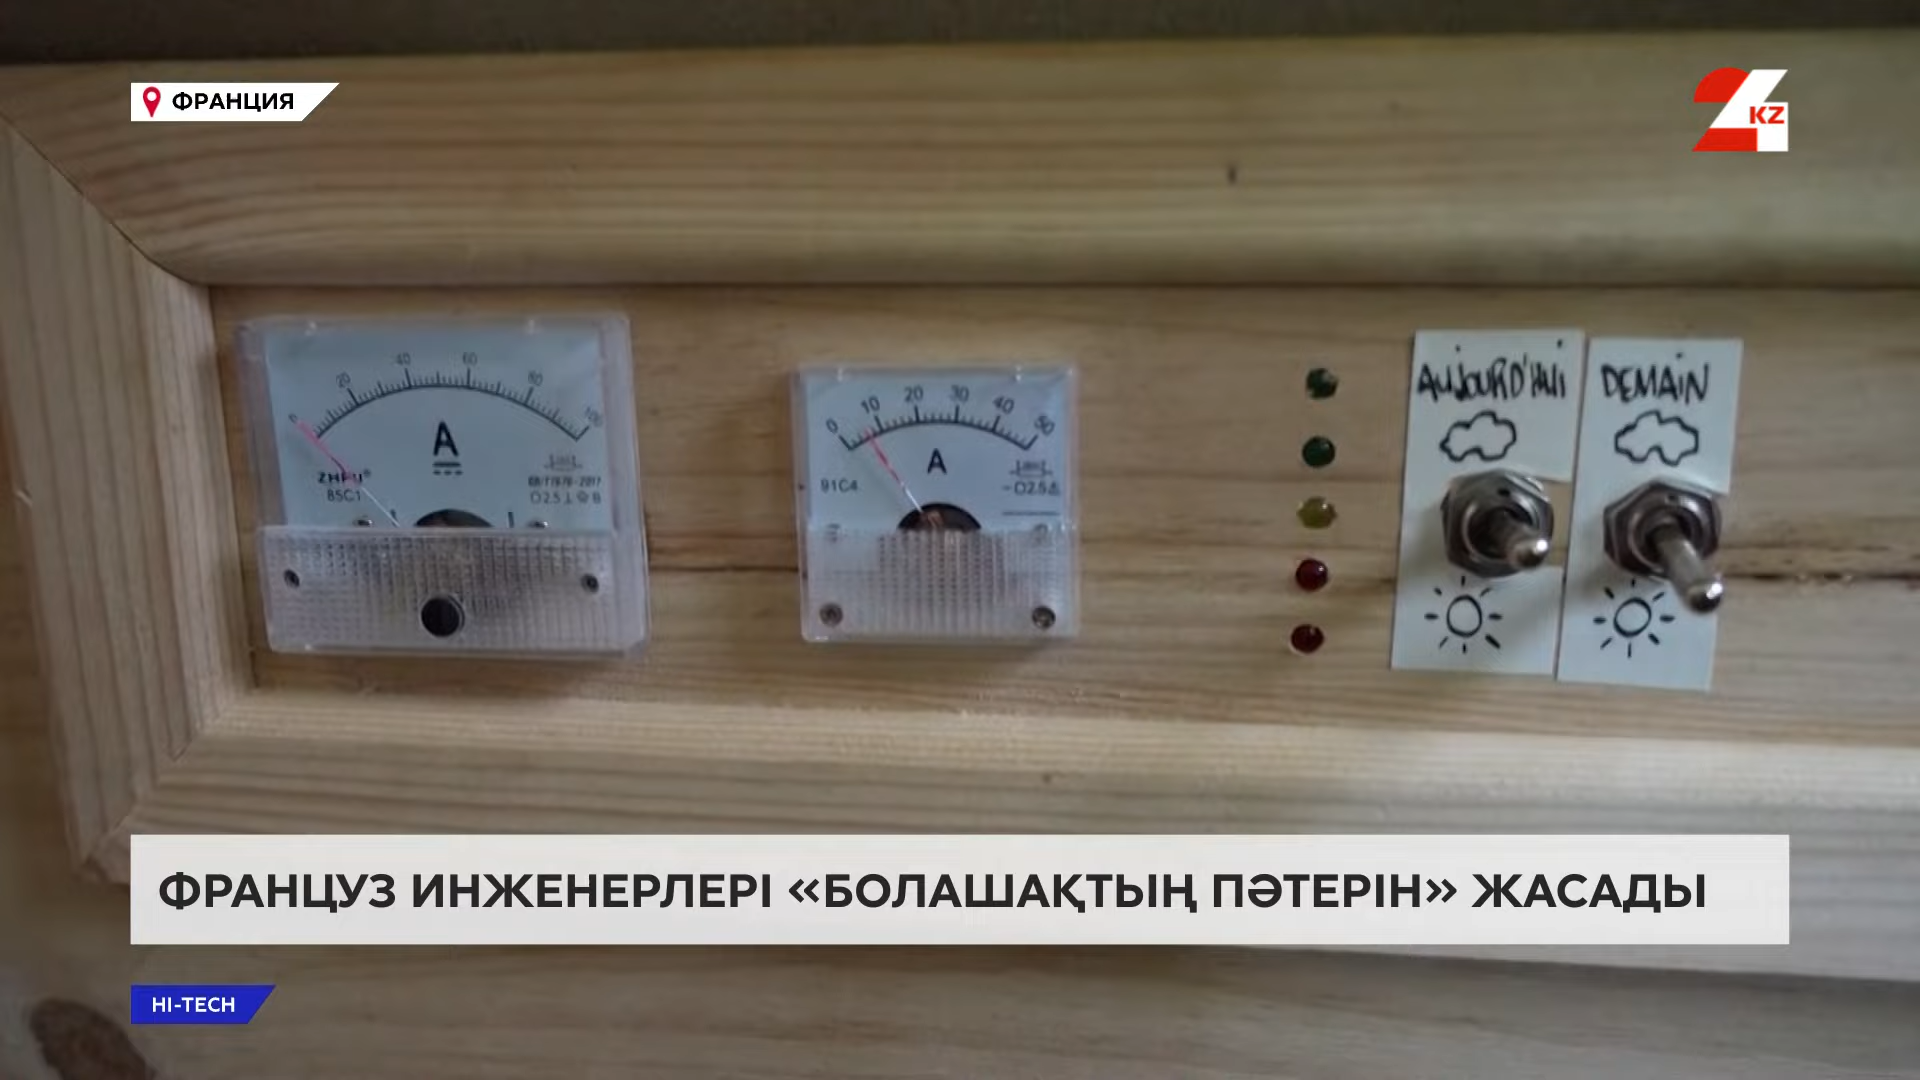 ФРАНЦИЯ
24 KZ
0 20 40 60 80 100
A
ZHFU®
85C1
0 10 20 30 40 50
A
91C4
AUJOURD'HUI
DEMAIN
ФРАНЦУЗ ИНЖЕНЕРЛЕРІ «БОЛАШАҚТЫҢ ПӘТЕРІН» ЖАСАДЫ
HI-TECH